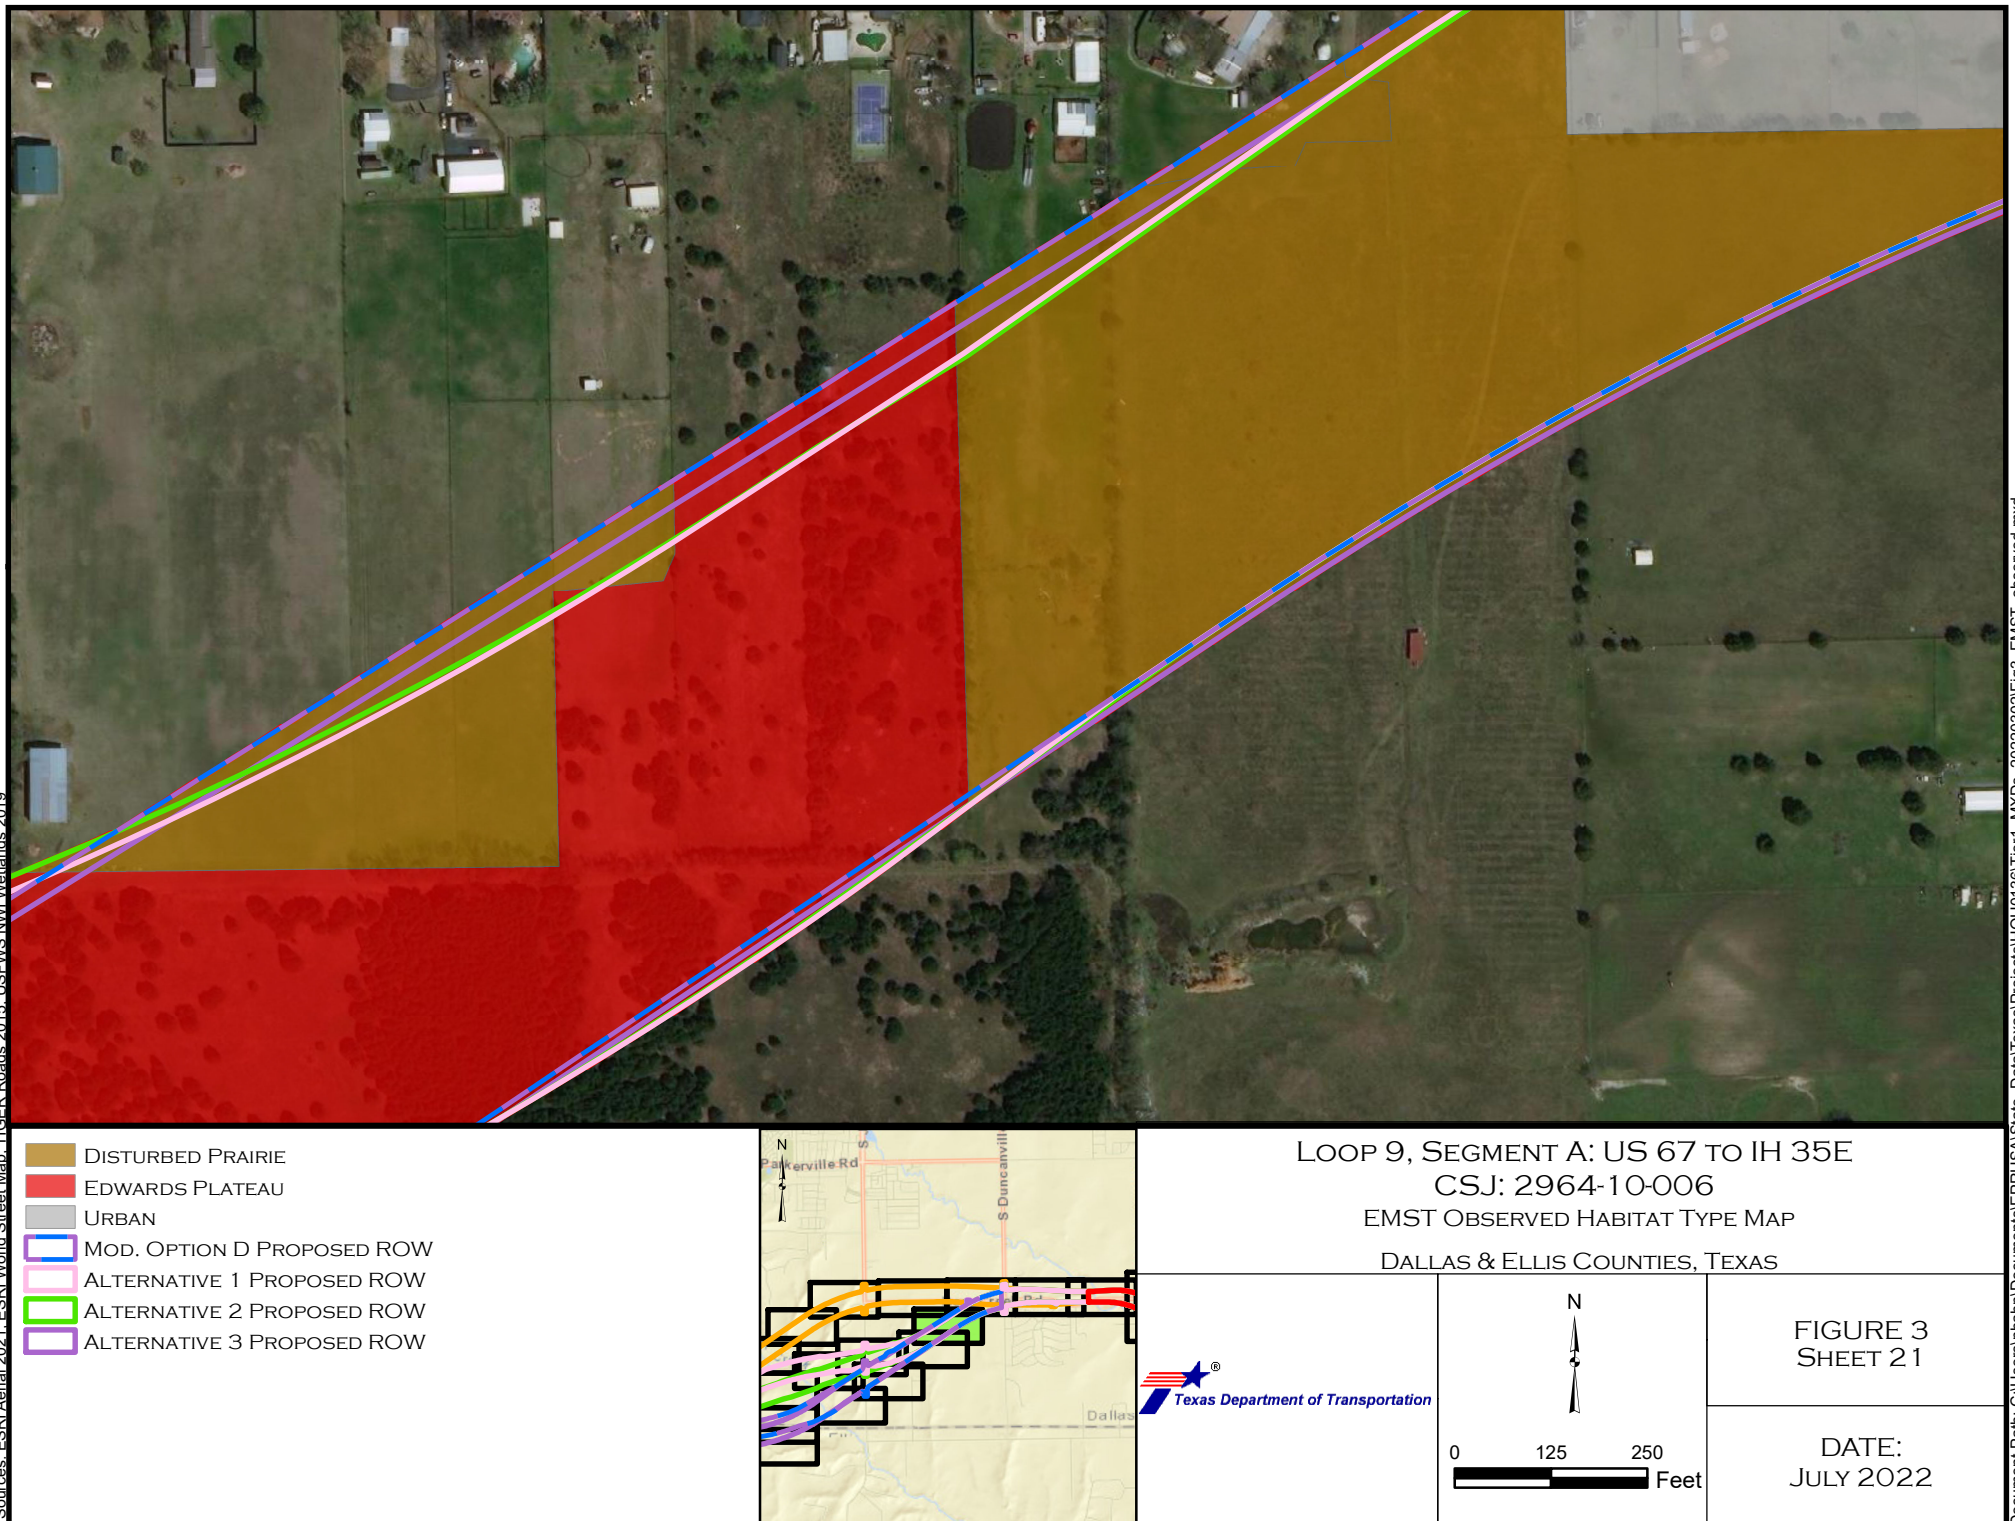 DISTURBED PRAIRIE
EDWARDS PLATEAU
URBAN
MOD. OPTION D PROPOSED ROW
ALTERNATIVE 1 PROPOSED ROW
ALTERNATIVE 2 PROPOSED ROW
ALTERNATIVE 3 PROPOSED ROW
N
Parkerville Rd
S Duncanvill
Dallas
LOOP 9, SEGMENT A: US 67 TO IH 35E
CSJ: 2964-10-006
EMST OBSERVED HABITAT TYPE MAP
DALLAS & ELLIS COUNTIES, TEXAS
®
Texas Department of Transportation
N
0 125 250
Feet
FIGURE 3
SHEET 21
DATE:
JULY 2022